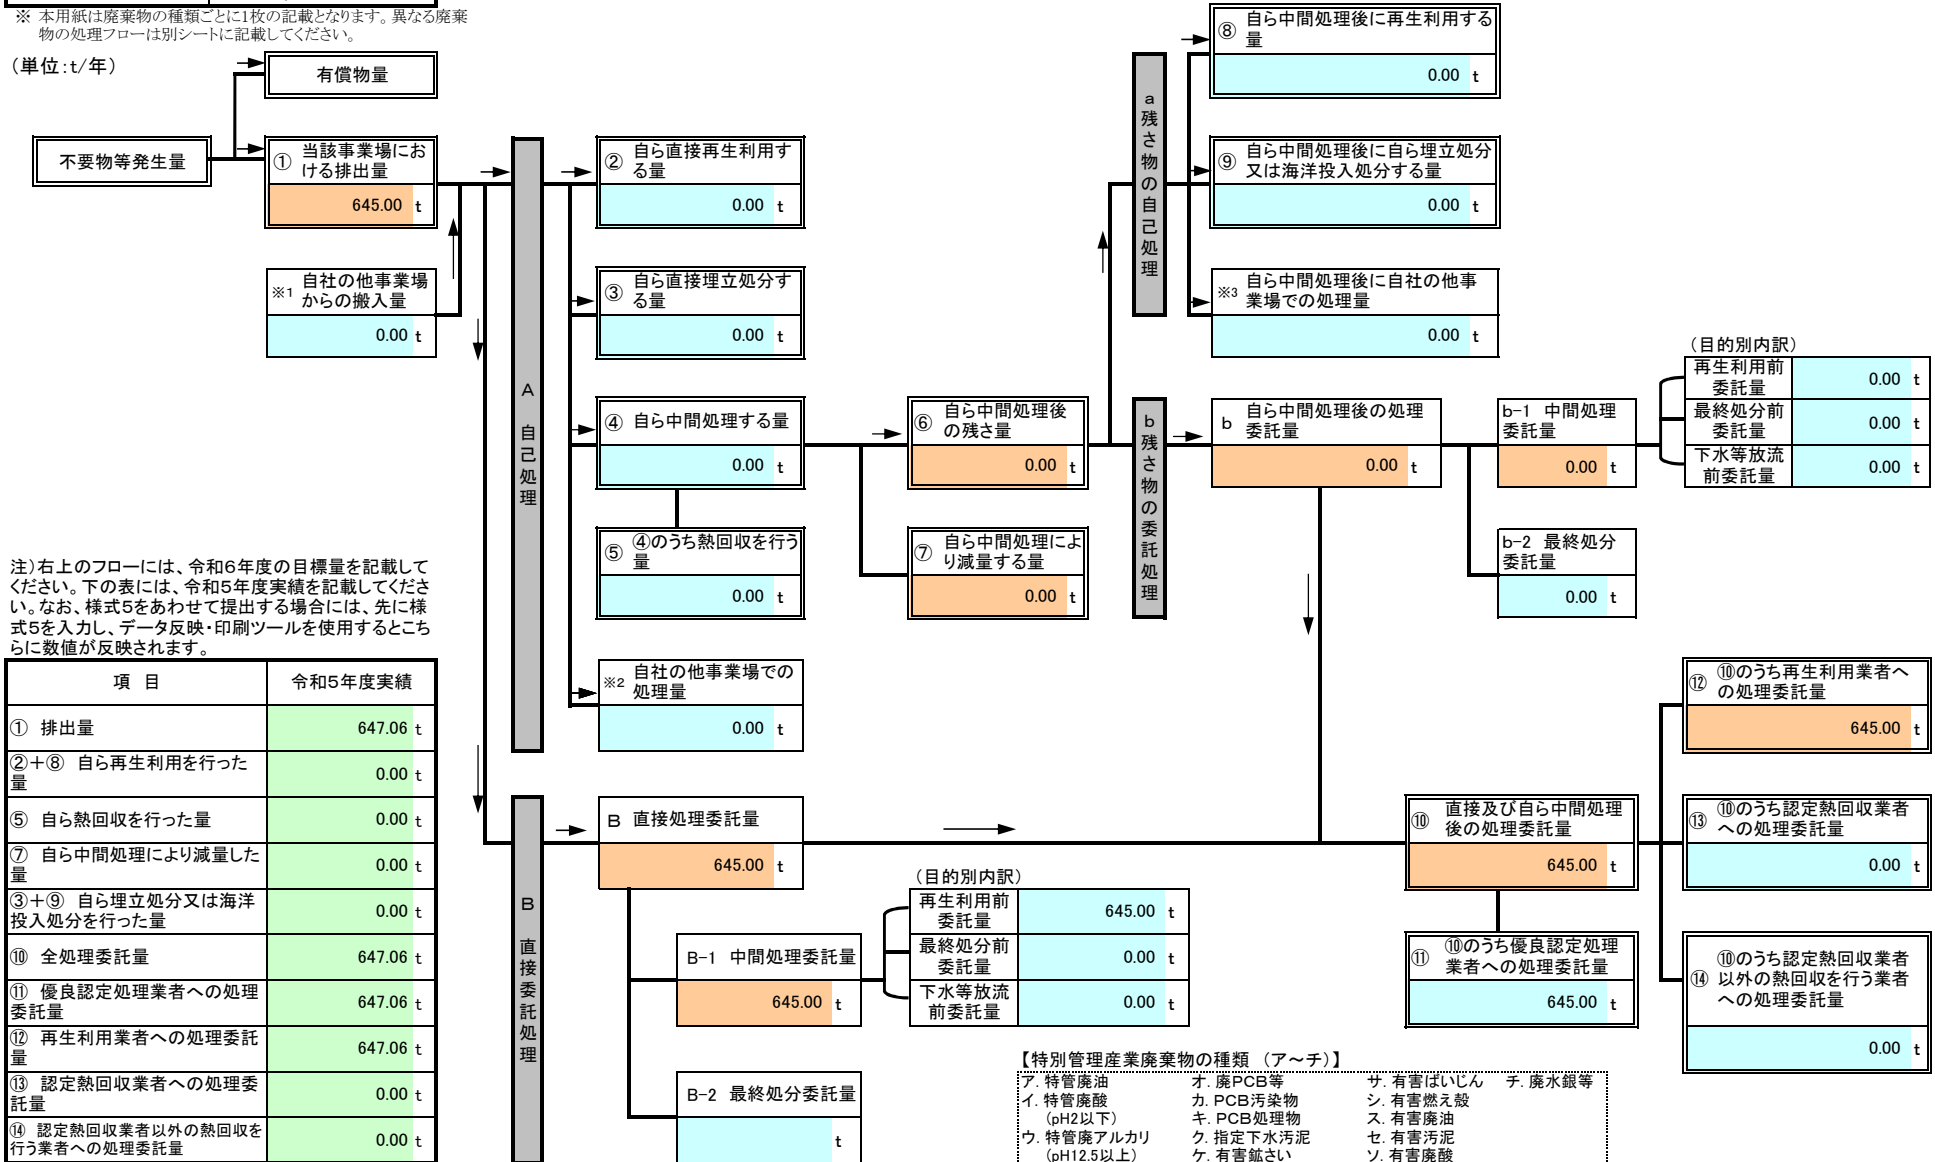 ※ 本用紙は廃棄物の種類ごとに1枚の記載となります。異なる廃棄
物の処理フローは別シートに記載してください。
(単位:t/年)
有償物量
不要物等発生量
① 当該事業場にお
ける排出量
645.00 t
※1 自社の他事業場
からの搬入量
0.00 t
A 自己処理
② 自ら直接再生利用す
る量
0.00 t
③ 自ら直接埋立処分す
る量
0.00 t
④ 自ら中間処理する量
0.00 t
⑤ ④のうち熱回収を行う
量
0.00 t
※2 自社の他事業場での
処理量
0.00 t
⑥ 自ら中間処理後
の残さ量
0.00 t
⑦ 自ら中間処理によ
り減量する量
0.00 t
a 残さ物の自己処理
⑧ 自ら中間処理後に再生利用する
量
0.00 t
⑨ 自ら中間処理後に自ら埋立処分
又は海洋投入処分する量
0.00 t
※3 自ら中間処理後に自社の他事
業場での処理量
0.00 t
b 残さ物の委託処理
b 自ら中間処理後の処理
委託量
0.00 t
b-1 中間処理
委託量
0.00 t
b-2 最終処分
委託量
0.00 t
(目的別内訳)
再生利用前
委託量
0.00 t
最終処分前
委託量
0.00 t
下水等放流
前委託量
0.00 t
注)右上のフローには、令和6年度の目標量を記載して
ください。下の表には、令和5年度実績を記載してくださ
い。なお、様式5をあわせて提出する場合には、先に様
式5を入力し、データ反映・印刷ツールを使用するとこち
らに数値が反映されます。
項 目 令和5年度実績
① 排出量 647.06 t
②+⑧ 自ら再生利用を行った
量
0.00 t
⑤ 自ら熱回収を行った量 0.00 t
⑦ 自ら中間処理により減量した
量
0.00 t
③+⑨ 自ら埋立処分又は海洋
投入処分を行った量
0.00 t
⑩ 全処理委託量 647.06 t
⑪ 優良認定処理業者への処理
委託量
647.06 t
⑫ 再生利用業者への処理委託
量
647.06 t
⑬ 認定熱回収業者への処理委
託量
0.00 t
⑭ 認定熱回収業者以外の熱回収を
行う業者への処理委託量
0.00 t
B 直接委託処理
B 直接処理委託量
645.00 t
B-1 中間処理委託量
645.00 t
B-2 最終処分委託量
t
(目的別内訳)
再生利用前
委託量
645.00 t
最終処分前
委託量
0.00 t
下水等放流
前委託量
0.00 t
⑩ 直接及び自ら中間処理
後の処理委託量
645.00 t
⑪ ⑩のうち優良認定処理
業者への処理委託量
645.00 t
⑫ ⑩のうち再生利用業者へ
の処理委託量
645.00 t
⑬ ⑩のうち認定熱回収業者
への処理委託量
0.00 t
⑭ ⑩のうち認定熱回収業者
以外の熱回収を行う業者
への処理委託量
0.00 t
【特別管理産業廃棄物の種類 (ア~チ)】
ア. 特管廃油 オ. 廃PCB等 サ. 有害ばいじん チ. 廃水銀等
イ. 特管廃酸 カ. PCB汚染物 シ. 有害燃え殻
(pH2以下) キ. PCB処理物 ス. 有害廃油
ウ. 特管廃アルカリ ク. 指定下水汚泥 セ. 有害汚泥
(pH12.5以上) ケ. 有害鉱さい ソ. 有害廃酸